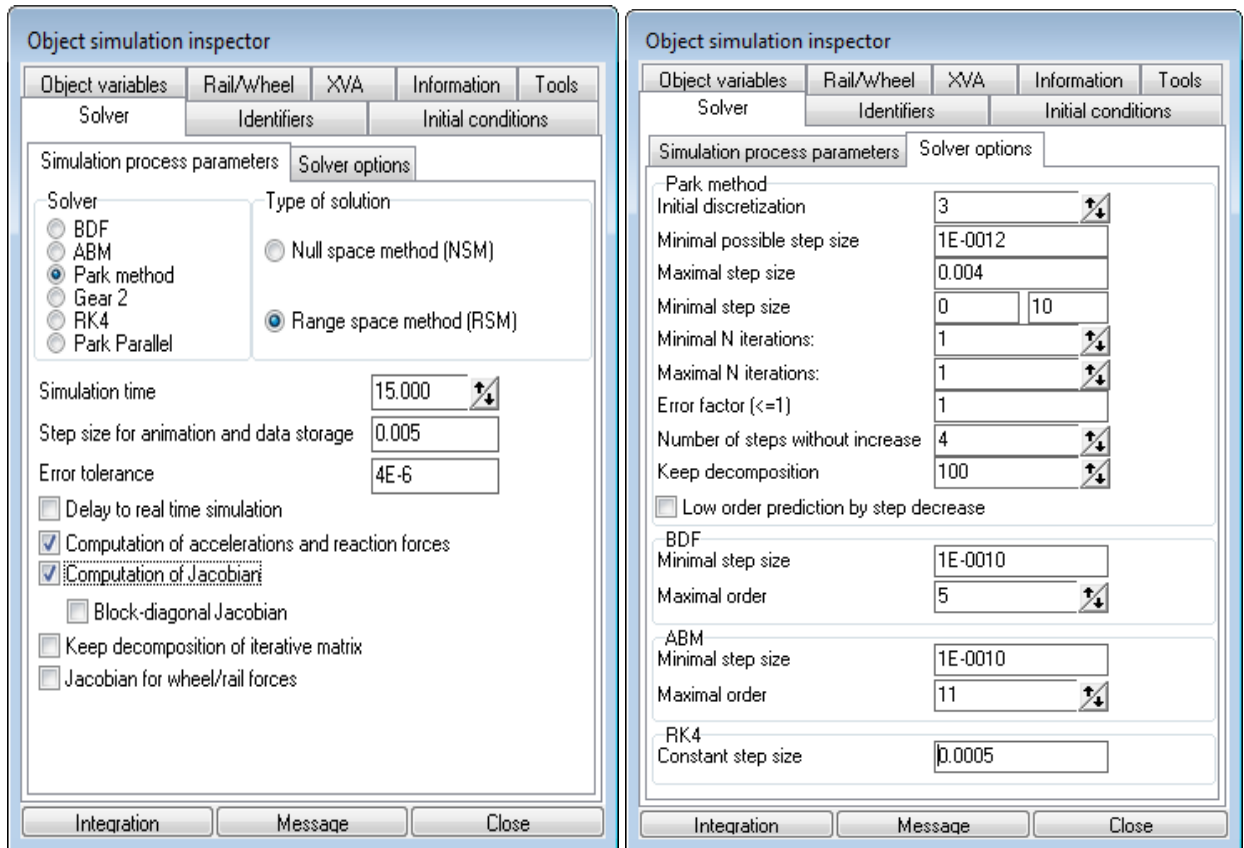 Object simulation inspector
Object variables Rail/Wheel XVA Information Tools
Solver Identifiers Initial conditions
Simulation process parameters Solver options
Solver
BDF
ABM
Park method
Gear 2
RK4
Park Parallel
Type of solution
Null space method (NSM)
Range space method (RSM)
Simulation time 15.000
Step size for animation and data storage 0.005
Error tolerance 4E-6
Delay to real time simulation
Computation of accelerations and reaction forces
Computation of Jacobian
Block-diagonal Jacobian
Keep decomposition of iterative matrix
Jacobian for wheel/rail forces
Integration Message Close
Object simulation inspector
Object variables Rail/Wheel XVA Information Tools
Solver Identifiers Initial conditions
Simulation process parameters Solver options
Park method
Initial discretization 3
Minimal possible step size 1E-0012
Maximal step size 0.004
Minimal step size 0 10
Minimal N iterations: 1
Maximal N iterations: 1
Error factor (<=1) 1
Number of steps without increase 4
Keep decomposition 100
Low order prediction by step decrease
BDF
Minimal step size 1E-0010
Maximal order 5
ABM
Minimal step size 1E-0010
Maximal order 11
RK4
Constant step size 0.0005
Integration Message Close